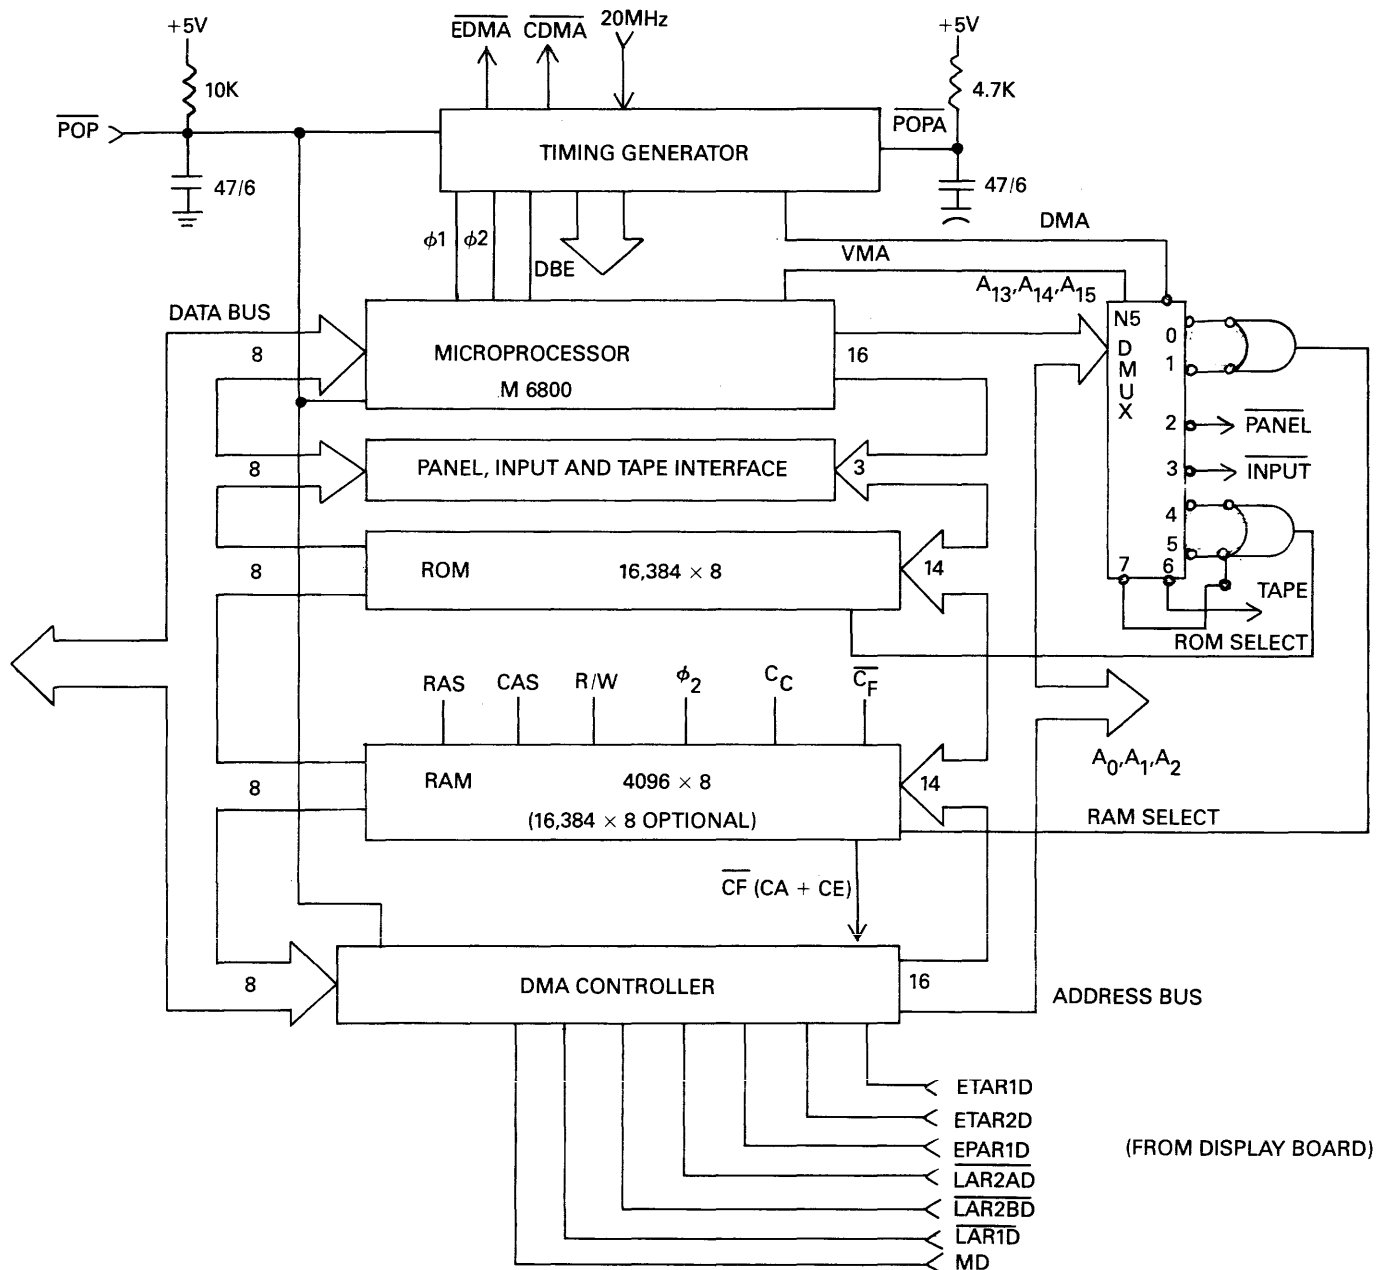 +5V
EDMA CDMA 20MHz
+5V
10K
4.7K
POP
POPA
TIMING GENERATOR
47/6
47/6
DMA
ϕ1 ϕ2
DBE
VMA
A13,A14,A15
DATA BUS
8
MICROPROCESSOR
M 6800
16
N5
DMUX
0
1
2
PANEL
3
INPUT
4
5
7
6
TAPE
8
PANEL, INPUT AND TAPE INTERFACE
3
8
ROM
16,384 × 8
14
ROM SELECT
RAS CAS R/W ϕ2 CC CF
8
RAM
4096 × 8
(16,384 × 8 OPTIONAL)
14
A0,A1,A2
RAM SELECT
CF (CA + CE)
8
DMA CONTROLLER
16
ADDRESS BUS
ETAR1D
ETAR2D
EPAR1D
(FROM DISPLAY BOARD)
LAR2AD
LAR2BD
LAR1D
MD